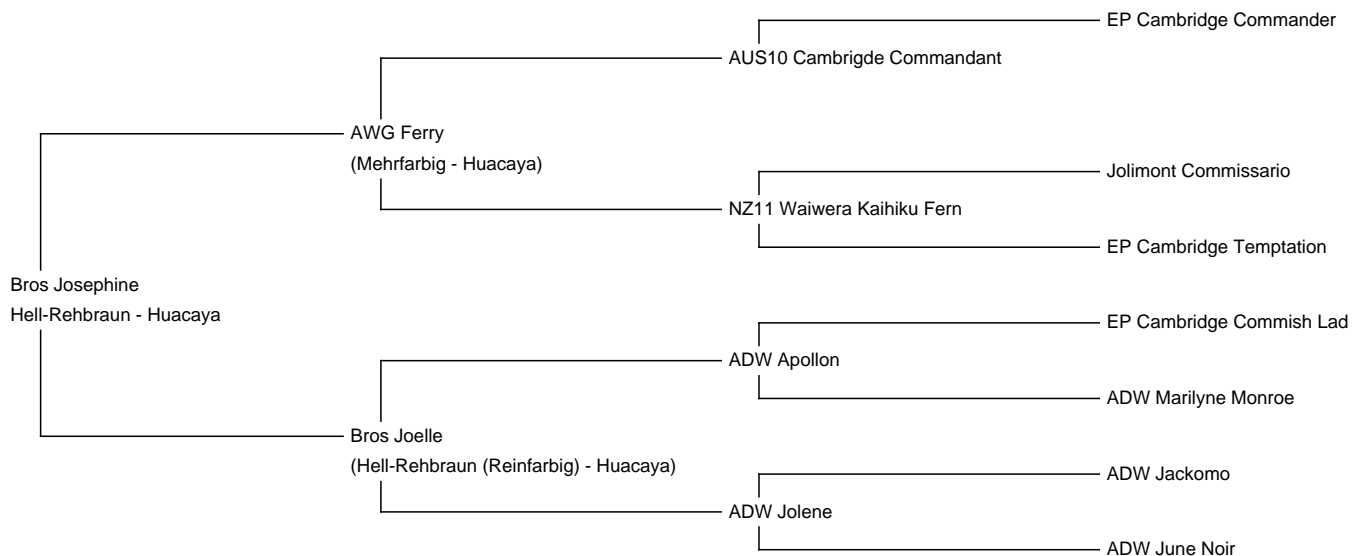 EP Cambridge Commander
AUS10 Cambrigde Commandant
AWG Ferry
(Mehrfarbig - Huacaya)
Jolimont Commissario
NZ11 Waiwera Kaihiku Fern
EP Cambridge Temptation
Bros Josephine
Hell-Rehbraun - Huacaya
EP Cambridge Commish Lad
ADW Apollon
ADW Marilyne Monroe
Bros Joelle
(Hell-Rehbraun (Reinfarbig) - Huacaya)
ADW Jackomo
ADW Jolene
ADW June Noir